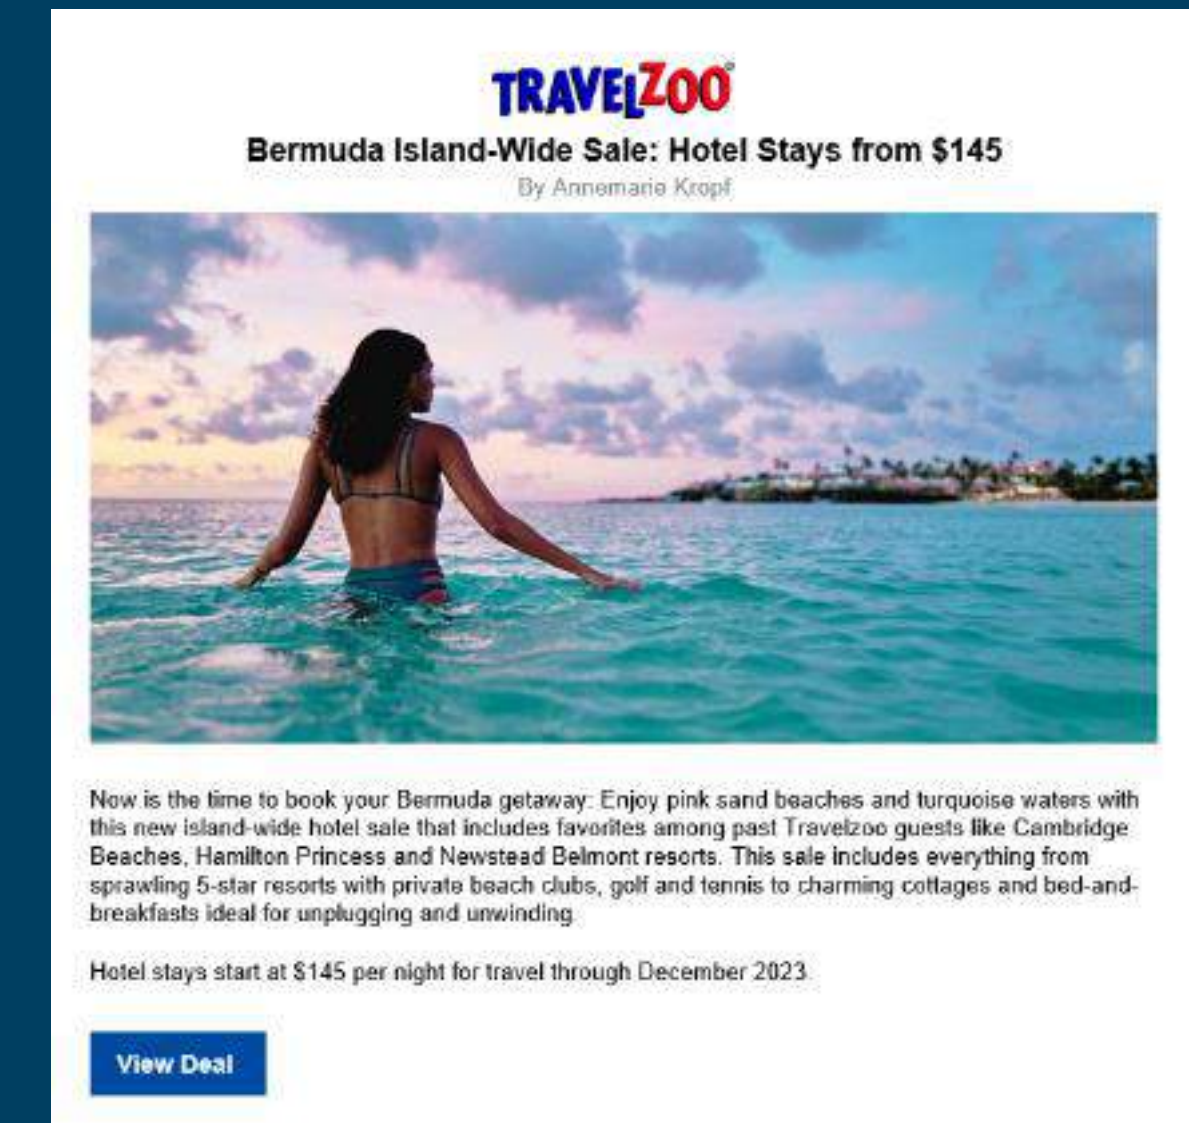 TRAVELZOO®
Bermuda Island-Wide Sale: Hotel Stays from $145
By Annemarie Kropf
Now is the time to book your Bermuda getaway: Enjoy pink sand beaches and turquoise waters with
this new island-wide hotel sale that includes favorites among past Travelzoo guests like Cambridge
Beaches, Hamilton Princess and Newstead Belmont resorts. This sale includes everything from
sprawling 5-star resorts with private beach clubs, golf and tennis to charming cottages and bed-and-
breakfasts ideal for unplugging and unwinding.
Hotel stays start at $145 per night for travel through December 2023.
View Deal